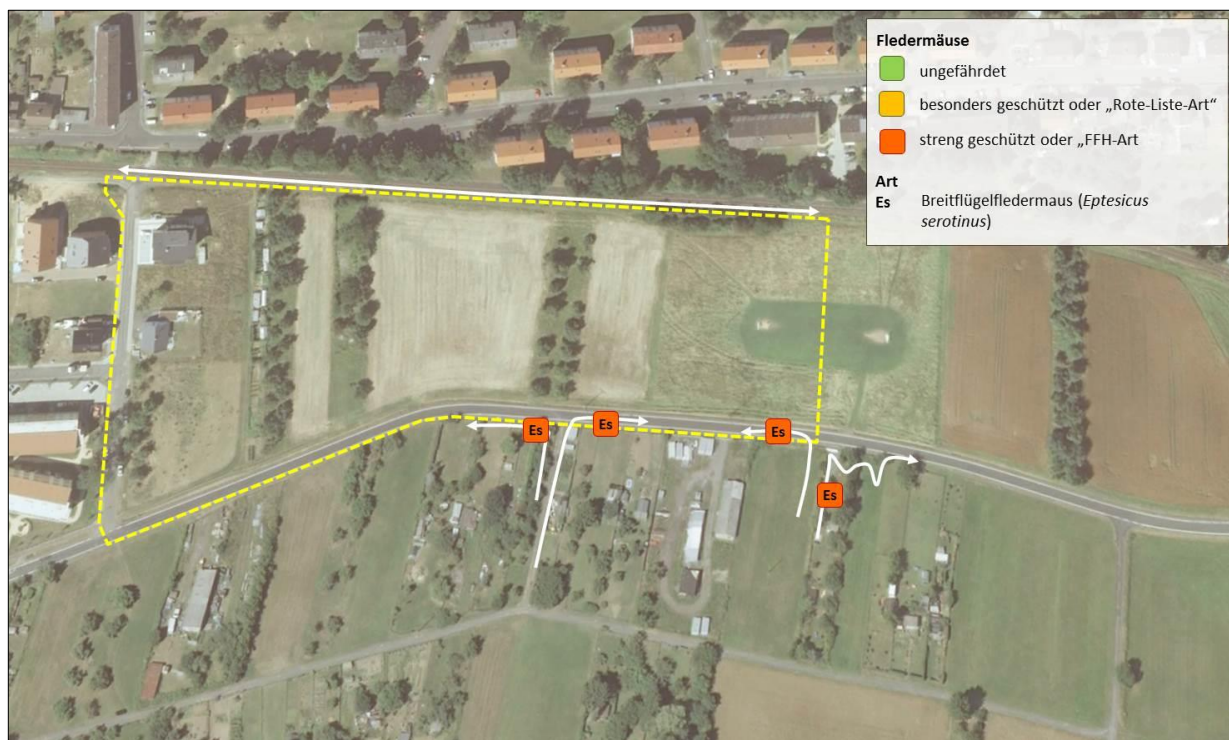 Fledermäuse
ungefährdet
besonders geschützt oder „Rote-Liste-Art“
streng geschützt oder „FFH-Art
Art
Es Breitflügelfledermaus (Eptesicus
serotinus)
Es
Es
Es
Es